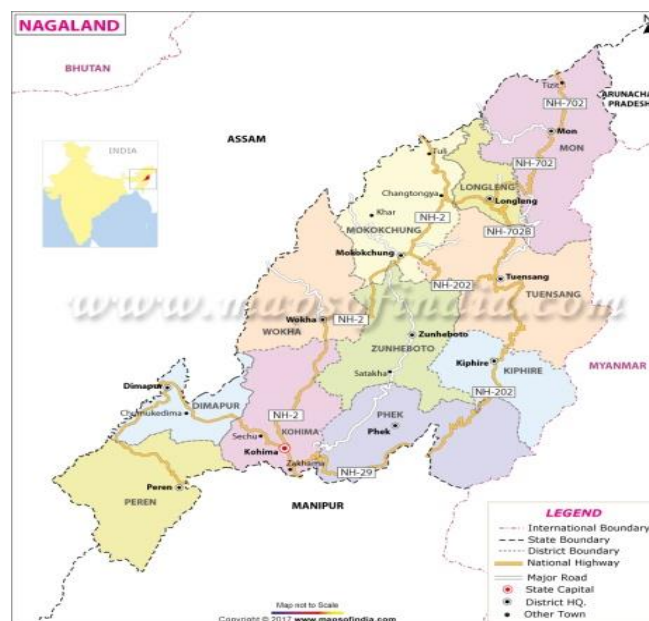 NAGALAND
N
BHUTAN
ARUNACHAL
PRADESH
Tizit
NH-702
ASSAM
Mon
MON
INDIA
Tuli
NH-702
LONGLENG
Changtongya
Longleng
Khar
NH-2
MOKOKCHUNG
NH-702B
Mokokchung
Tuensang
NH-202
TUENSANG
www.mapsofindia.com
Wokha
NH-2
WOKHA
Zunheboto
ZUNHEBOTO
Kiphire
KIPHIRE
MYANMAR
Satakha
Dimapur
DIMAPUR
Chumukedima
NH-202
NH-2
PHEK
KOHIMA
Phek
Sechu
Kohima
Zakhama
NH-29
Peren
PEREN
MANIPUR
LEGEND
International Boundary
State Boundary
District Boundary
National Highway
Major Road
State Capital
District HQ.
Other Town
Map not to Scale
Copyright © 2017 www.mapsofindia.com